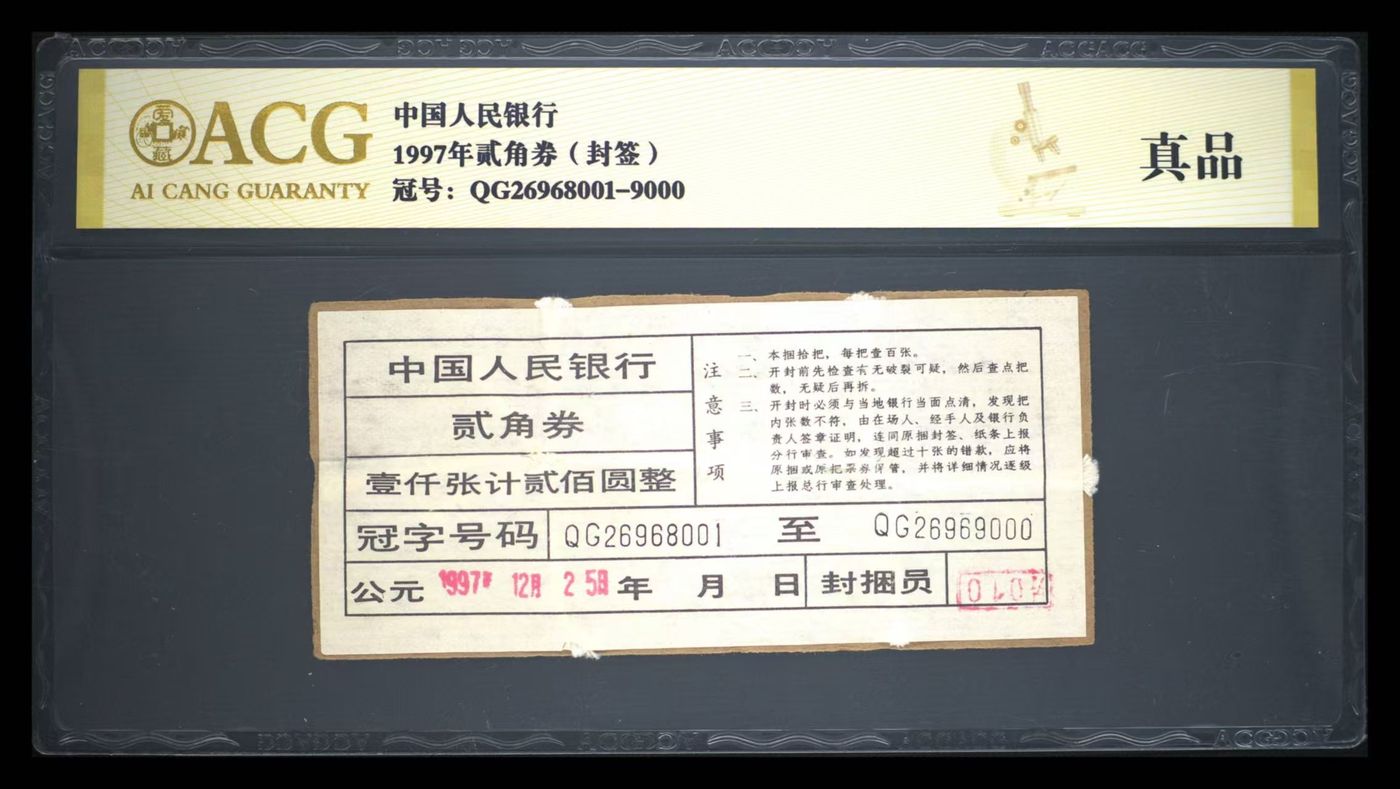 ACG
AI CANG GUARANTY
中国人民银行
1997年贰角券（封签）
冠号：QG26968001-9000
真品
中国人民银行
贰角券
壹仟张计贰佰圆整
注意事项
一、本捆拾把，每把壹百张。
二、开封前先检查有无破裂可疑，然后查点把
数，无疑后再拆。
三、开封时必须与当地银行当面点清，发现把
内张数不符，由在场人、经手人及银行负
责人签章证明，连同原捆封签、纸条上报
分行审查。如发现超过十张的错款，应将
原捆或原把票券保管，并将详细情况逐级
上报总行审查处理。
冠字号码 QG26968001 至 QG26969000
公元 1997年 12月 25日 年 月 日 封捆员